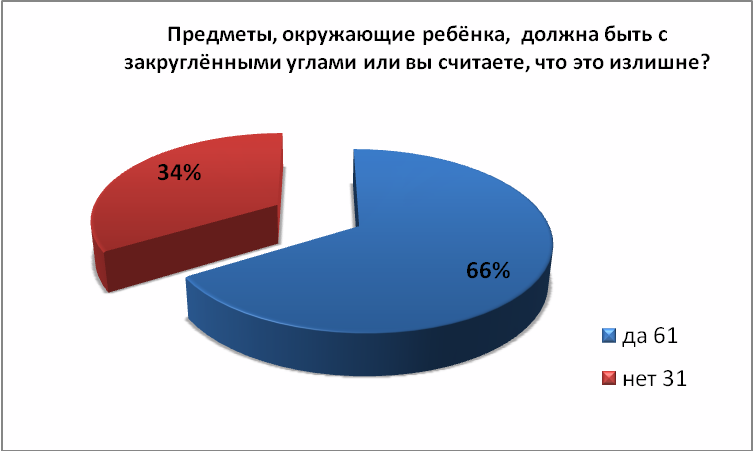 Предметы, окружающие ребёнка,  должна быть с
закруглёнными углами или вы считаете, что это излишне?
34%
66%
да 61
нет 31